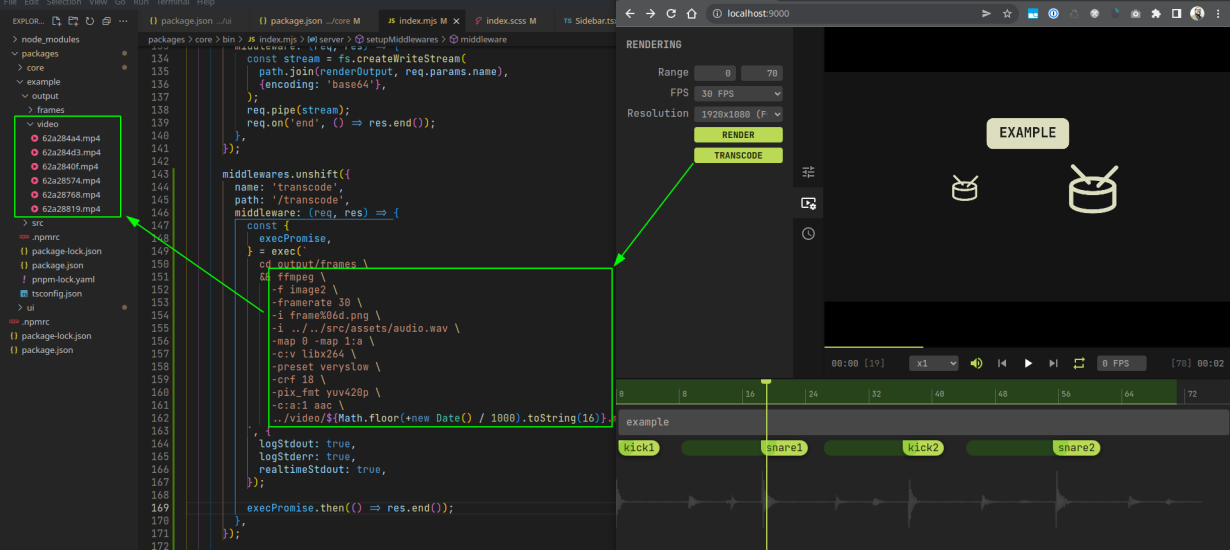 File Edit Selection View Go Run Terminal Help
EXPLOR...
node_modules
packages
core
example
output
frames
video
62a284a4.mp4
62a284d3.mp4
62a2840f.mp4
62a28574.mp4
62a28768.mp4
62a28819.mp4
src
.npmrc
package-lock.json
package.json
pnpm-lock.yaml
tsconfig.json
ui
.npmrc
package-lock.json
package.json
package.json .../ui
package.json .../core M
JS index.mjs M
index.scss M
TS Sidebar.ts
packages > core > bin > JS index.mjs > server > setupMiddlewares > middleware
133 middleware: (req, res) => {
134 const stream = fs.createWriteStream(
135 path.join(renderOutput, req.params.name),
136 {encoding: 'base64'},
137 );
138 req.pipe(stream);
139 req.on('end', () => res.end());
140 },
141 });
142
143 middlewares.unshift({
144 name: 'transcode',
145 path: '/transcode',
146 middleware: (req, res) => {
147 const {
148 execPromise,
149 } = exec(`
150 cd output/frames \
151 && ffmpeg \
152 -f image2 \
153 -framerate 30 \
154 -i frame%06d.png \
155 -i ../../src/assets/audio.wav \
156 -map 0 -map 1:a \
157 -c:v libx264 \
158 -preset veryslow \
159 -crf 18 \
160 -pix_fmt yuv420p \
161 -c:a:1 aac \
162 ../video/${Math.floor(+new Date() / 1000).toString(16)}.
163 `, {
164 logStdout: true,
165 logStderr: true,
166 realtimeStdout: true,
167 });
168
169 execPromise.then(() => res.end());
170 },
171 });
172
localhost:9000
RENDERING
Range 0 70
FPS 30 FPS
Resolution 1920x1080 (F
RENDER
TRANSCODE
EXAMPLE
00:00 [19]
x1
0 FPS
[70] 00:02
0 8 16 24 32 40 48 56 64 72
example
kick1
snare1
kick2
snare2